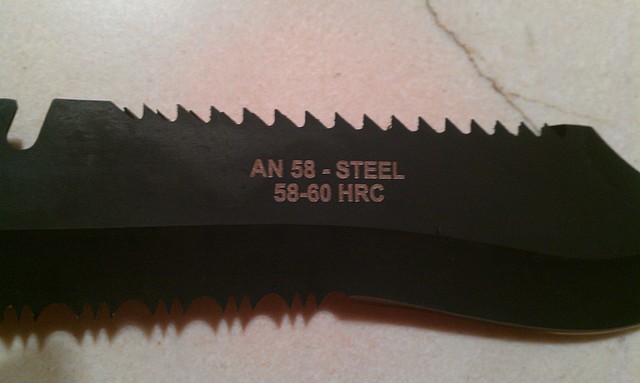 AN 58 - STEEL
58-60 HRC